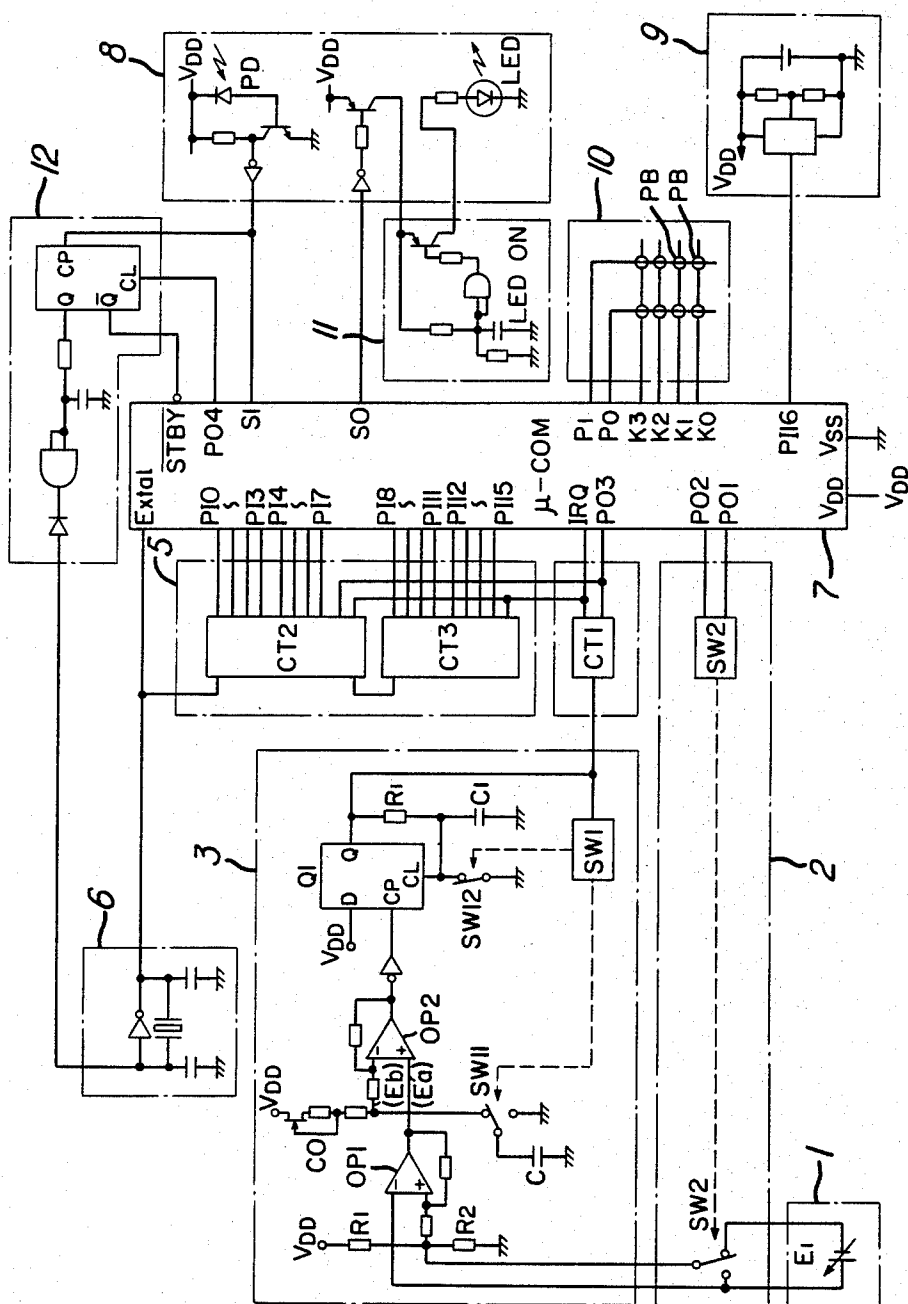 12
8
VDD
PD
VDD
LED
Q
CP
Q̄
CL
LED ON
11
10
PB
PB
9
VDD
Extal
STBY
PO4
SI
SO
μ-COM
P1
P0
K3
K2
K1
K0
PI16
VSS
VDD
VDD
7
PI0
∫
PI3
PI4
∫
PI7
PI8
∫
PI11
PI12
∫
PI15
IRQ
PO3
PO2
PO1
5
CT2
CT3
CT1
SW2
6
3
Q1
D
Q
CP
CL
VDD
R1
C1
SW12
SW1
OP2
(Eb)
(Ea)
SW11
VDD
CO
OP1
C
VDD
R1
R2
2
SW2
E1
1